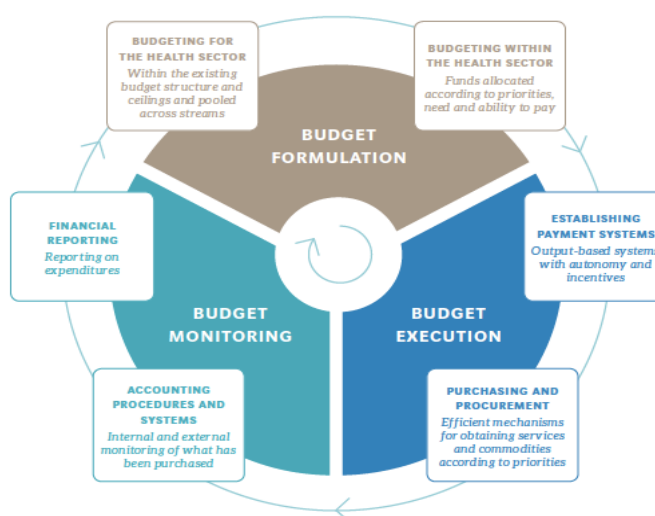 BUDGETING FOR
THE HEALTH SECTOR
Within the existing
budget structure and
ceilings and pooled
across streams
BUDGETING WITHIN
THE HEALTH SECTOR
Funds allocated
according to priorities,
need and ability to pay
BUDGET
FORMULATION
FINANCIAL
REPORTING
Reporting on
expenditures
ESTABLISHING
PAYMENT SYSTEMS
Output-based systems
with autonomy and
incentives
BUDGET
MONITORING
BUDGET
EXECUTION
ACCOUNTING
PROCEDURES AND
SYSTEMS
Internal and external
monitoring of what has
been purchased
PURCHASING AND
PROCUREMENT
Efficient mechanisms
for obtaining services
and commodities
according to priorities